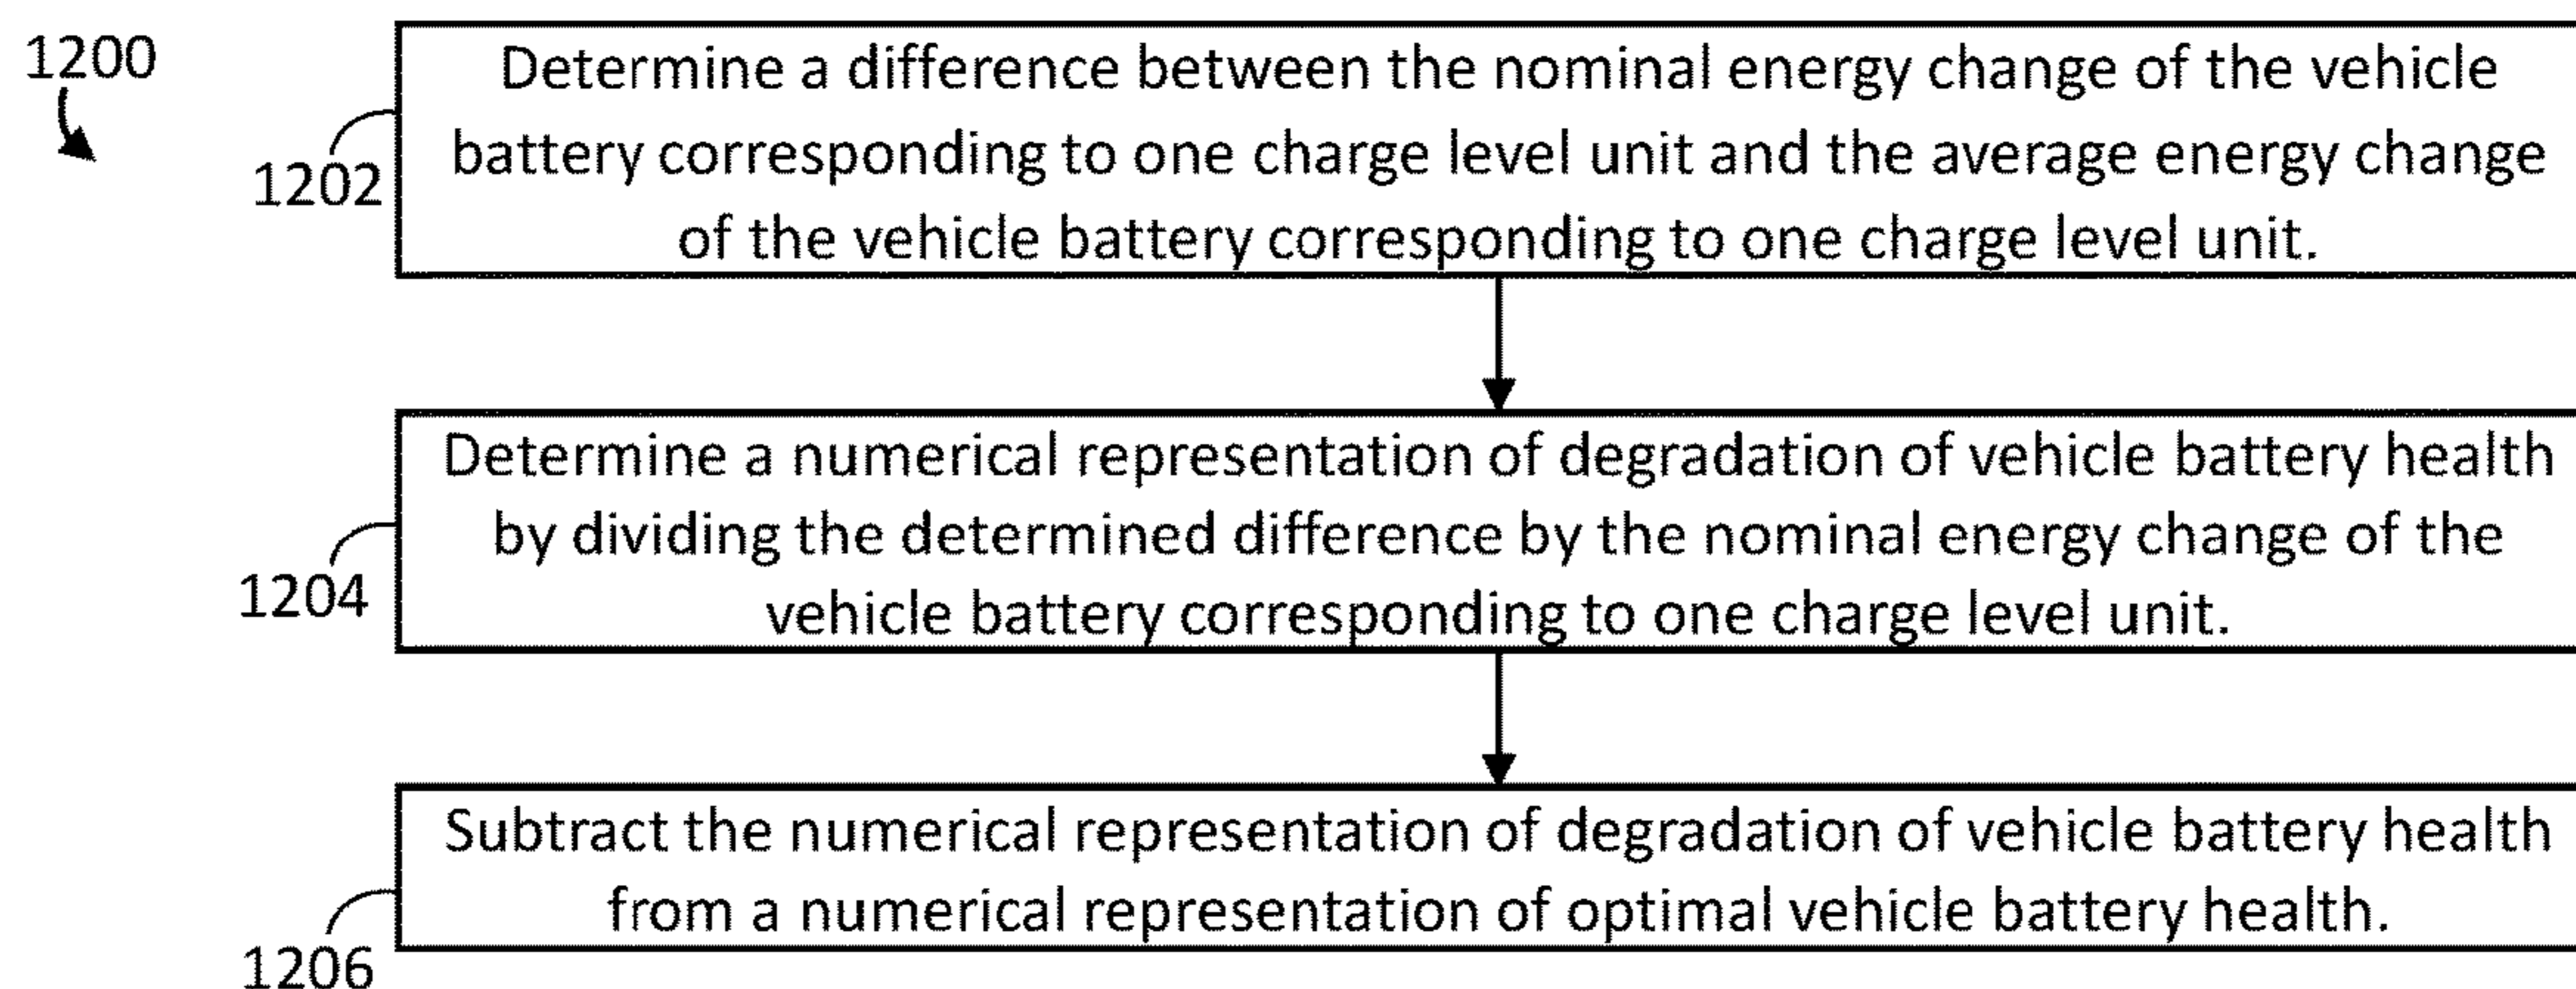 1200
Determine a difference between the nominal energy change of the vehicle
battery corresponding to one charge level unit and the average energy change
of the vehicle battery corresponding to one charge level unit.
1202
Determine a numerical representation of degradation of vehicle battery health
by dividing the determined difference by the nominal energy change of the
vehicle battery corresponding to one charge level unit.
1204
Subtract the numerical representation of degradation of vehicle battery health
from a numerical representation of optimal vehicle battery health.
1206